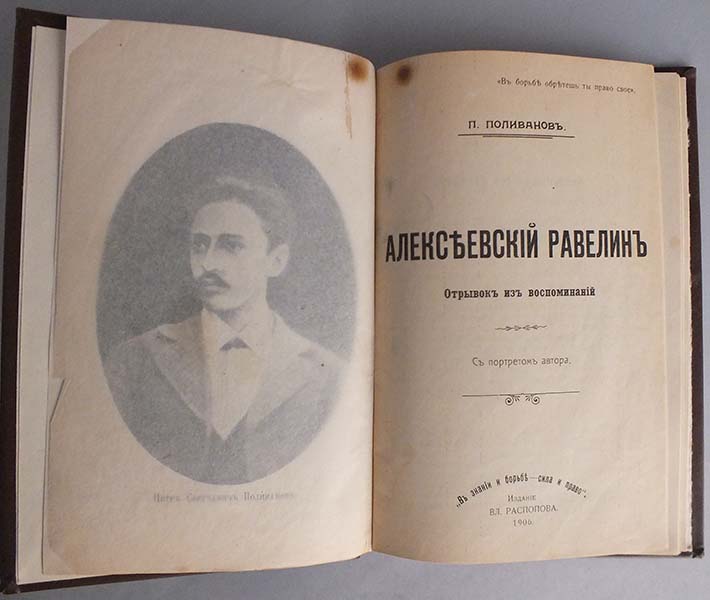 Петръ Сергѣевичъ Поливановъ.
«Въ борьбѣ обрѣтешь ты право свое».
П. ПОЛИВАНОВЪ.
АЛЕКСѢЕВСКІЙ РАВЕЛИНЪ
Отрывокъ изъ воспоминаній
Съ портретомъ автора.
„Въ знаніи и борьбѣ—сила и право“.
Изданіе
ВЛ. РАСПОПОВА.
1906.